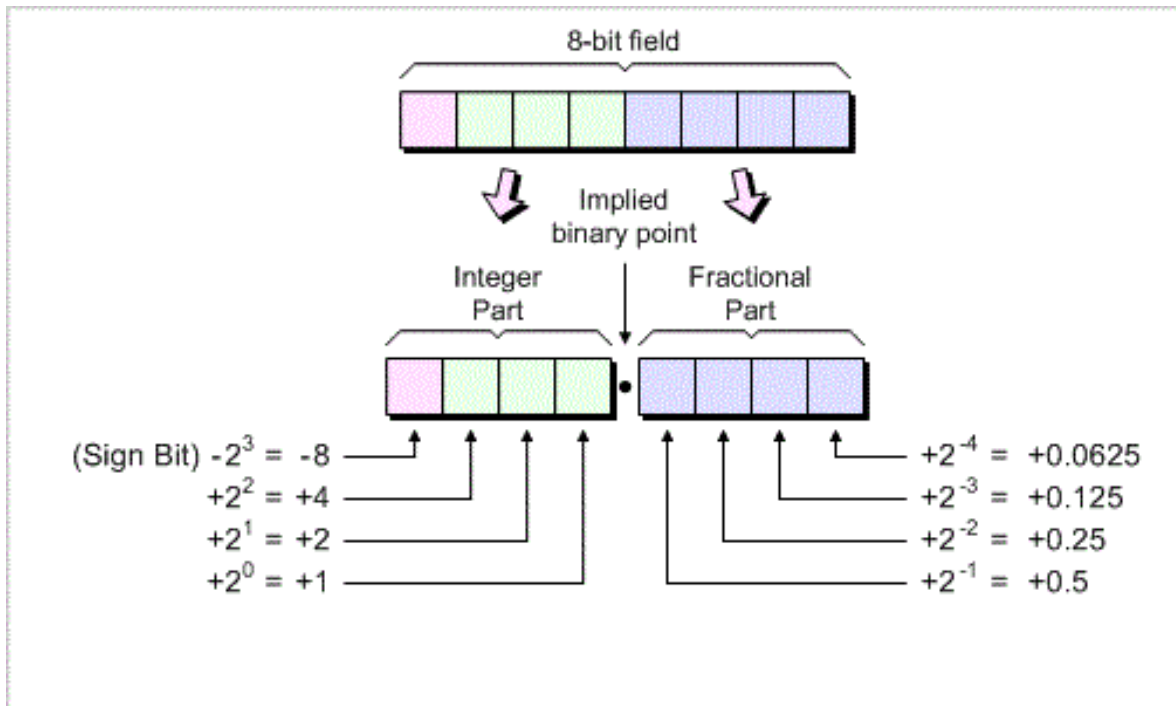 8-bit field
Implied
binary point
Integer
Part
Fractional
Part
(Sign Bit) -2³ = -8
+2² = +4
+2¹ = +2
+2⁰ = +1
+2⁻⁴ = +0.0625
+2⁻³ = +0.125
+2⁻² = +0.25
+2⁻¹ = +0.5